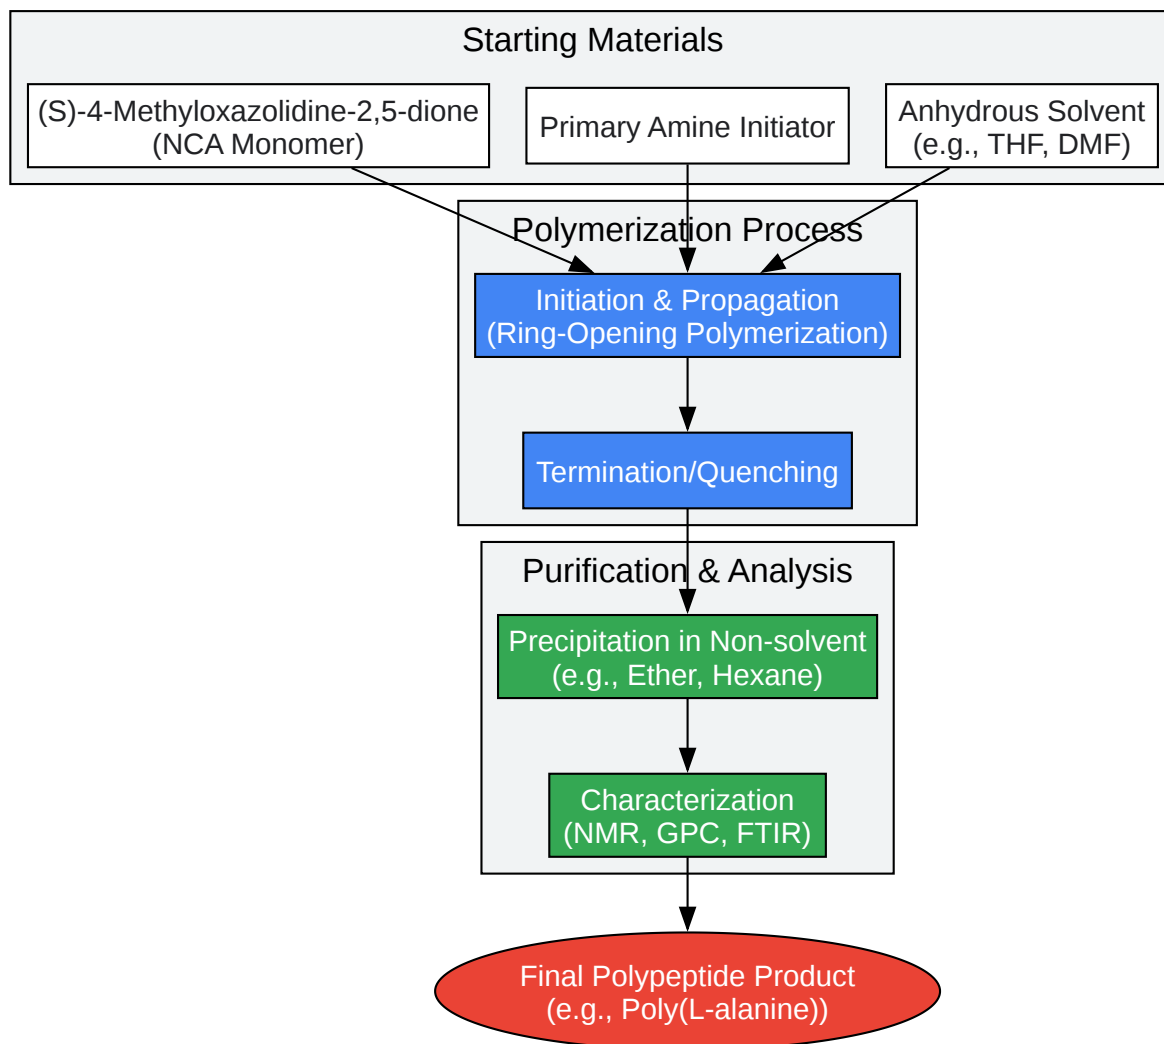 Starting Materials
(S)-4-Methyloxazolidine-2,5-dione
(NCA Monomer)
Primary Amine Initiator
Anhydrous Solvent
(e.g., THF, DMF)
Polymerization Process
Initiation & Propagation
(Ring-Opening Polymerization)
Termination/Quenching
Purification & Analysis
Precipitation in Non-solvent
(e.g., Ether, Hexane)
Characterization
(NMR, GPC, FTIR)
Final Polypeptide Product
(e.g., Poly(L-alanine))